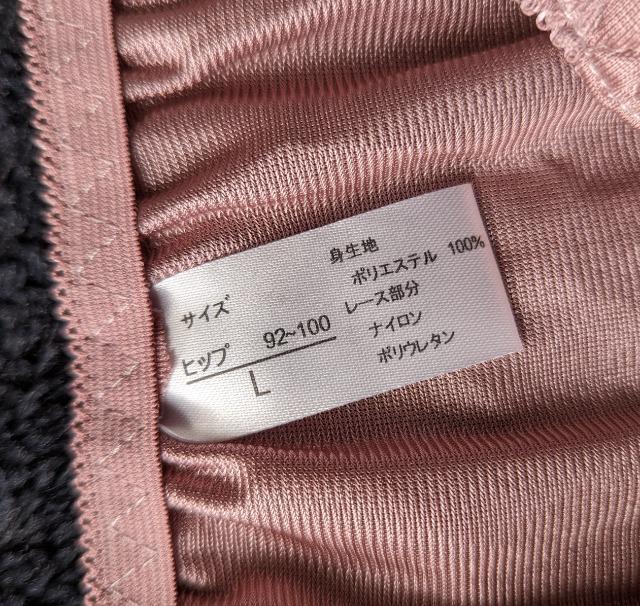 サイズ
ヒップ 92~100
L
身生地
ポリエステル 100%
レース部分
ナイロン
ポリウレタン